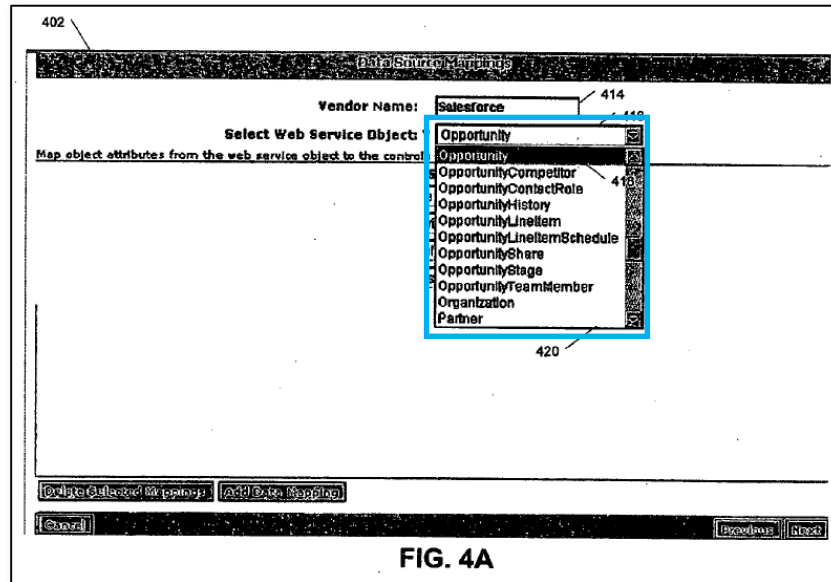 402
Data Source Mappings
Vendor Name: Salesforce 414
Select Web Service Object: Opportunity
Map object attributes from the web service object to the controls
Opportunity
418
OpportunityCompetitor
OpportunityContactRole
OpportunityHistory
OpportunityLineItem
OpportunityLineItemSchedule
OpportunityShare
OpportunityStage
OpportunityTeamMember
Organization
Partner
420
Delete Selected Mappings Add Data Mapping
Cancel Previous Next
FIG. 4A